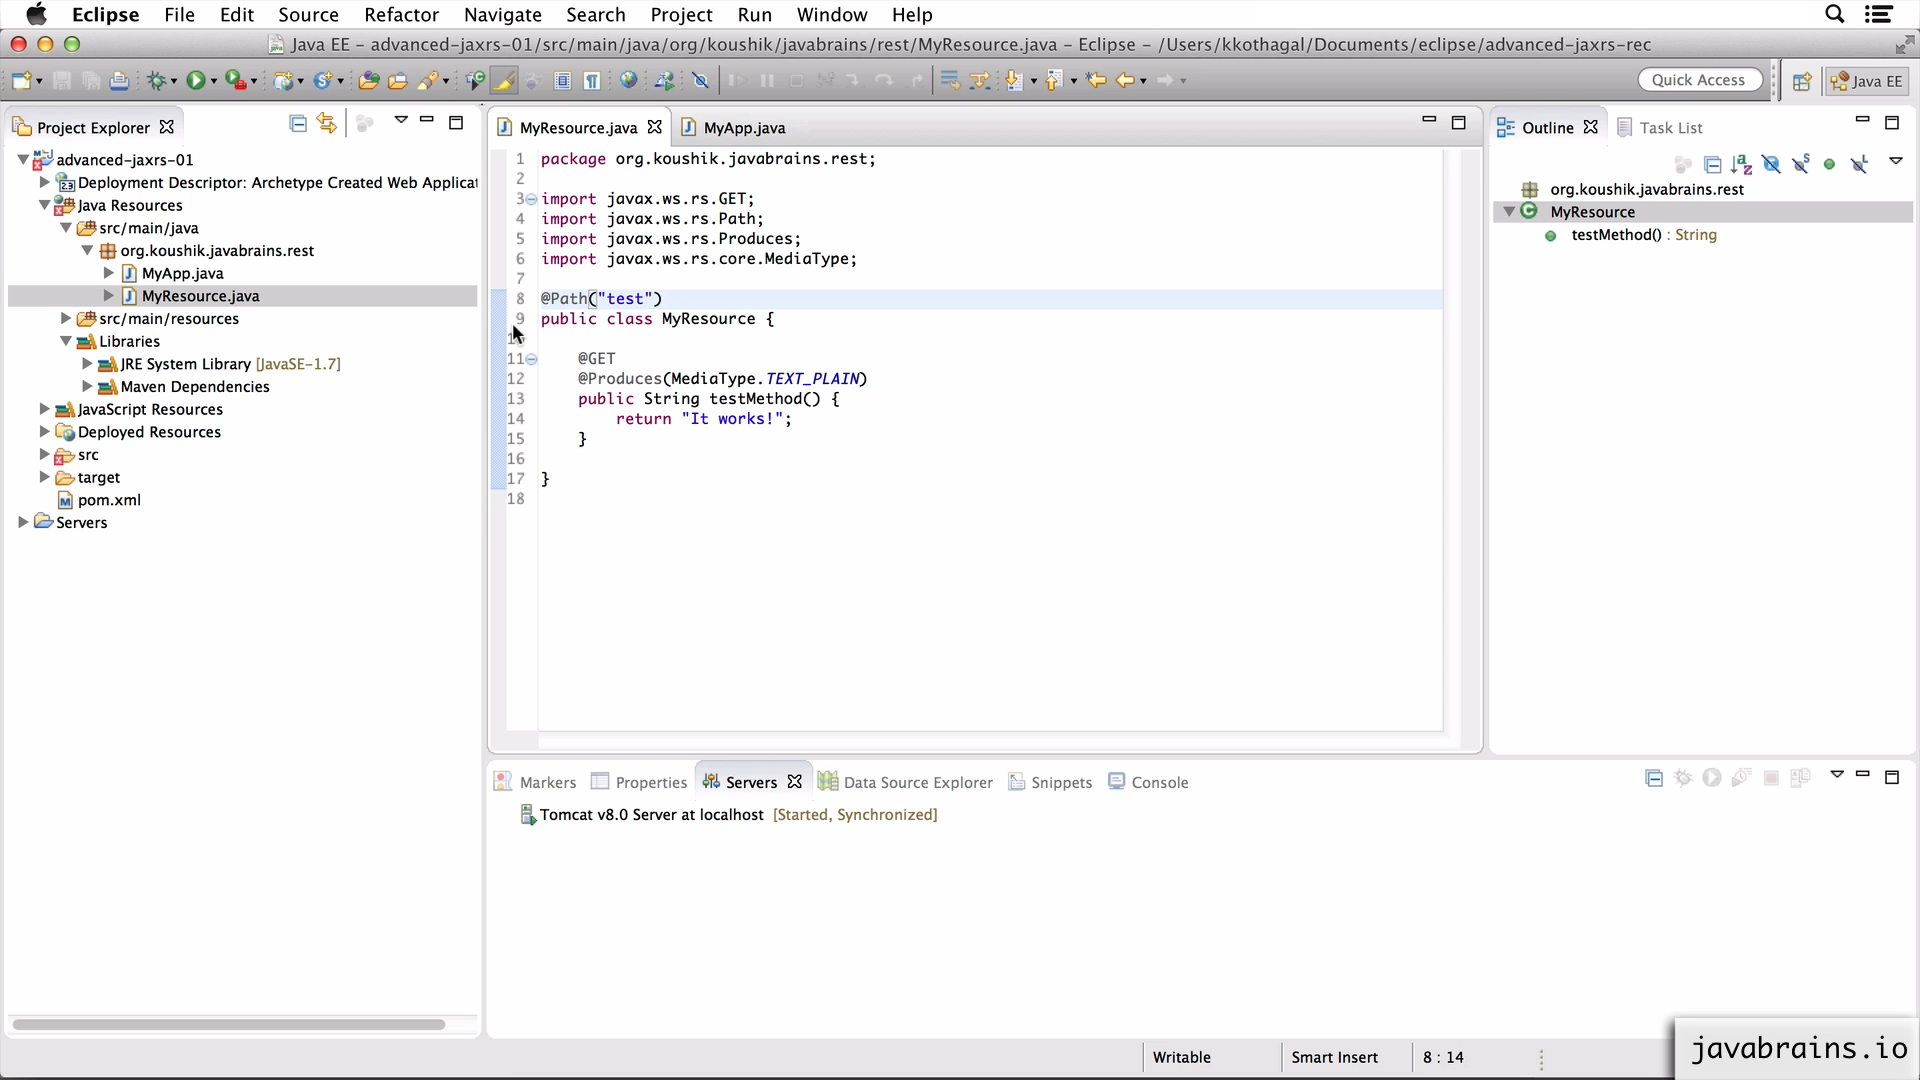 Eclipse File Edit Source Refactor Navigate Search Project Run Window Help
Java EE – advanced-jaxrs-01/src/main/java/org/koushik/javabrains/rest/MyResource.java – Eclipse – /Users/kkothagal/Documents/eclipse/advanced-jaxrs-rec
Quick Access
Java EE
Project Explorer
advanced-jaxrs-01
Deployment Descriptor: Archetype Created Web Applicat
Java Resources
src/main/java
org.koushik.javabrains.rest
MyApp.java
MyResource.java
src/main/resources
Libraries
JRE System Library [JavaSE-1.7]
Maven Dependencies
JavaScript Resources
Deployed Resources
src
target
pom.xml
Servers
MyResource.java MyApp.java
1 package org.koushik.javabrains.rest;
2
3 import javax.ws.rs.GET;
4 import javax.ws.rs.Path;
5 import javax.ws.rs.Produces;
6 import javax.ws.rs.core.MediaType;
7
8 @Path("test")
9 public class MyResource {
11 @GET
12 @Produces(MediaType.TEXT_PLAIN)
13 public String testMethod() {
14 return "It works!";
15 }
16
17 }
18
Outline Task List
org.koushik.javabrains.rest
MyResource
testMethod() : String
Markers Properties Servers Data Source Explorer Snippets Console
Tomcat v8.0 Server at localhost [Started, Synchronized]
Writable Smart Insert 8 : 14
javabrains.io